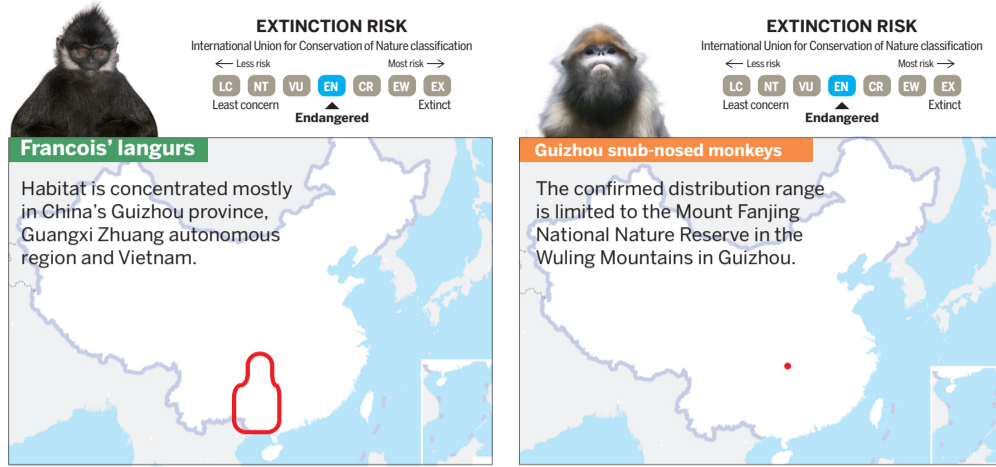 EXTINCTION RISK
International Union for Conservation of Nature classification
← Less risk Most risk →
LC NT VU EN CR EW EX
Least concern Extinct
Endangered
Francois’ langurs
Habitat is concentrated mostly
in China’s Guizhou province,
Guangxi Zhuang autonomous
region and Vietnam.
EXTINCTION RISK
International Union for Conservation of Nature classification
← Less risk Most risk →
LC NT VU EN CR EW EX
Least concern Extinct
Endangered
Guizhou snub-nosed monkeys
The confirmed distribution range
is limited to the Mount Fanjing
National Nature Reserve in the
Wuling Mountains in Guizhou.